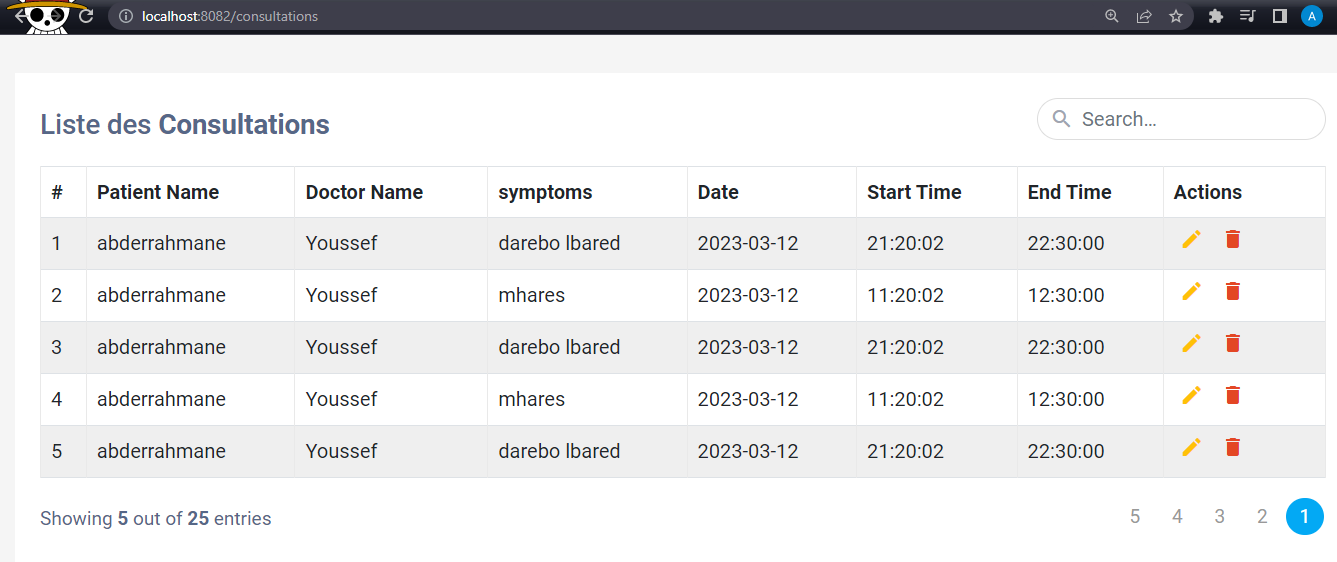 localhost:8082/consultations
A
Liste des Consultations
Search...
# Patient Name Doctor Name symptoms Date Start Time End Time Actions
1 abderrahmane Youssef darebo lbared 2023-03-12 21:20:02 22:30:00
2 abderrahmane Youssef mhares 2023-03-12 11:20:02 12:30:00
3 abderrahmane Youssef darebo lbared 2023-03-12 21:20:02 22:30:00
4 abderrahmane Youssef mhares 2023-03-12 11:20:02 12:30:00
5 abderrahmane Youssef darebo lbared 2023-03-12 21:20:02 22:30:00
Showing 5 out of 25 entries
5 4 3 2 1